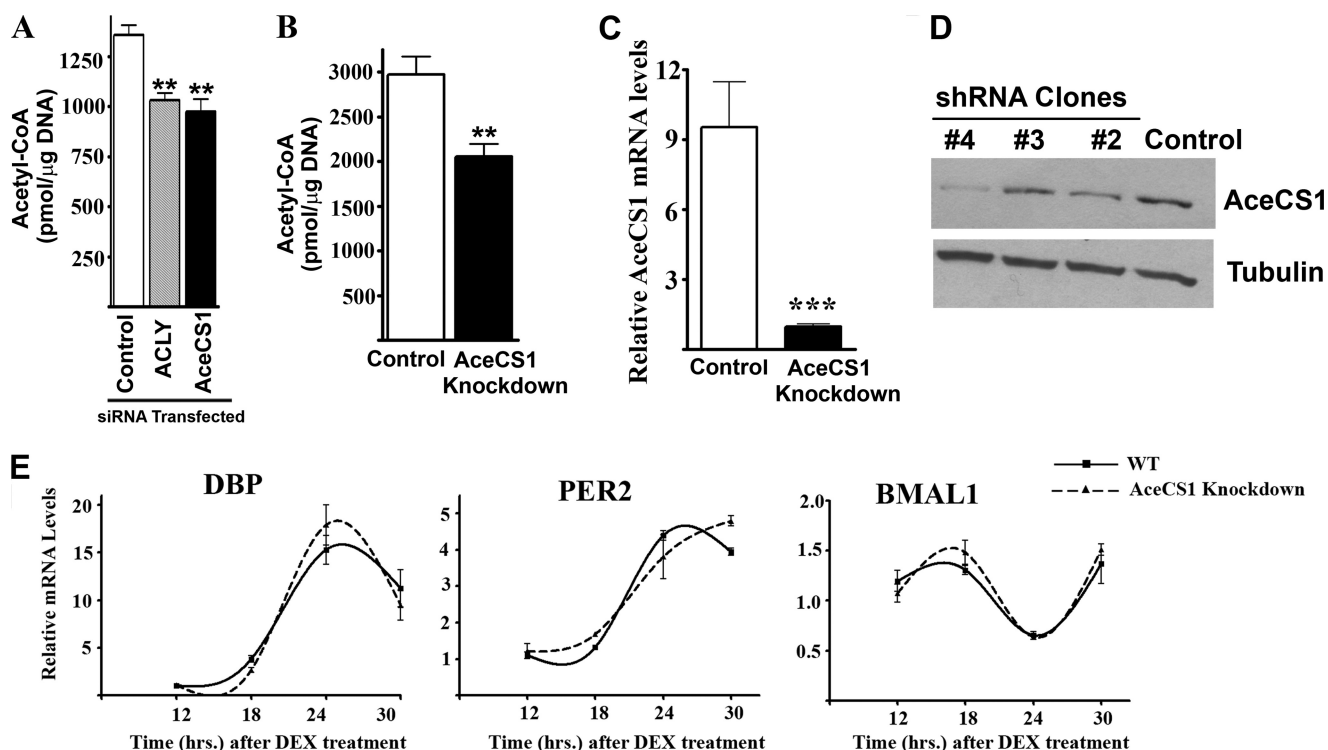 A
Acetyl-CoA
(pmol/μg DNA)
1250
1000
750
500
250
**
**
Control
ACLY
AceCS1
siRNA Transfected
B
Acetyl-CoA
(pmol/μg DNA)
3000
2500
2000
1500
3000
500
**
Control
AceCS1
Knockdown
C
Relative AceCS1 mRNA levels
12
9
6
3
***
Control
AceCS1
Knockdown
D
shRNA Clones
#4 #3 #2 Control
AceCS1
Tubulin
E
WT
AceCS1 Knockdown
DBP
Relative mRNA Levels
20
15
10
5
12 18 24 30
Time (hrs.) after DEX treatment
PER2
5
4
3
2
1
12 18 24 30
Time (hrs.) after DEX treatment
BMAL1
2.0
1.5
1.0
0.5
12 18 24 30
Time (hrs.) after DEX treatment